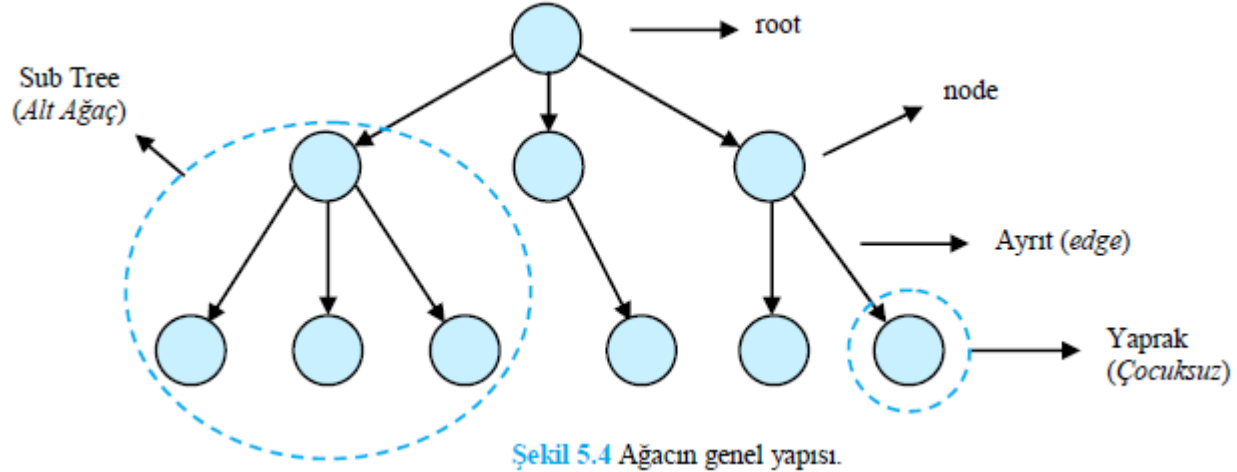 root
Sub Tree
(Alt Ağaç)
node
Ayrıt (edge)
Yaprak
(Çocuksuz)
Şekil 5.4 Ağacın genel yapısı.